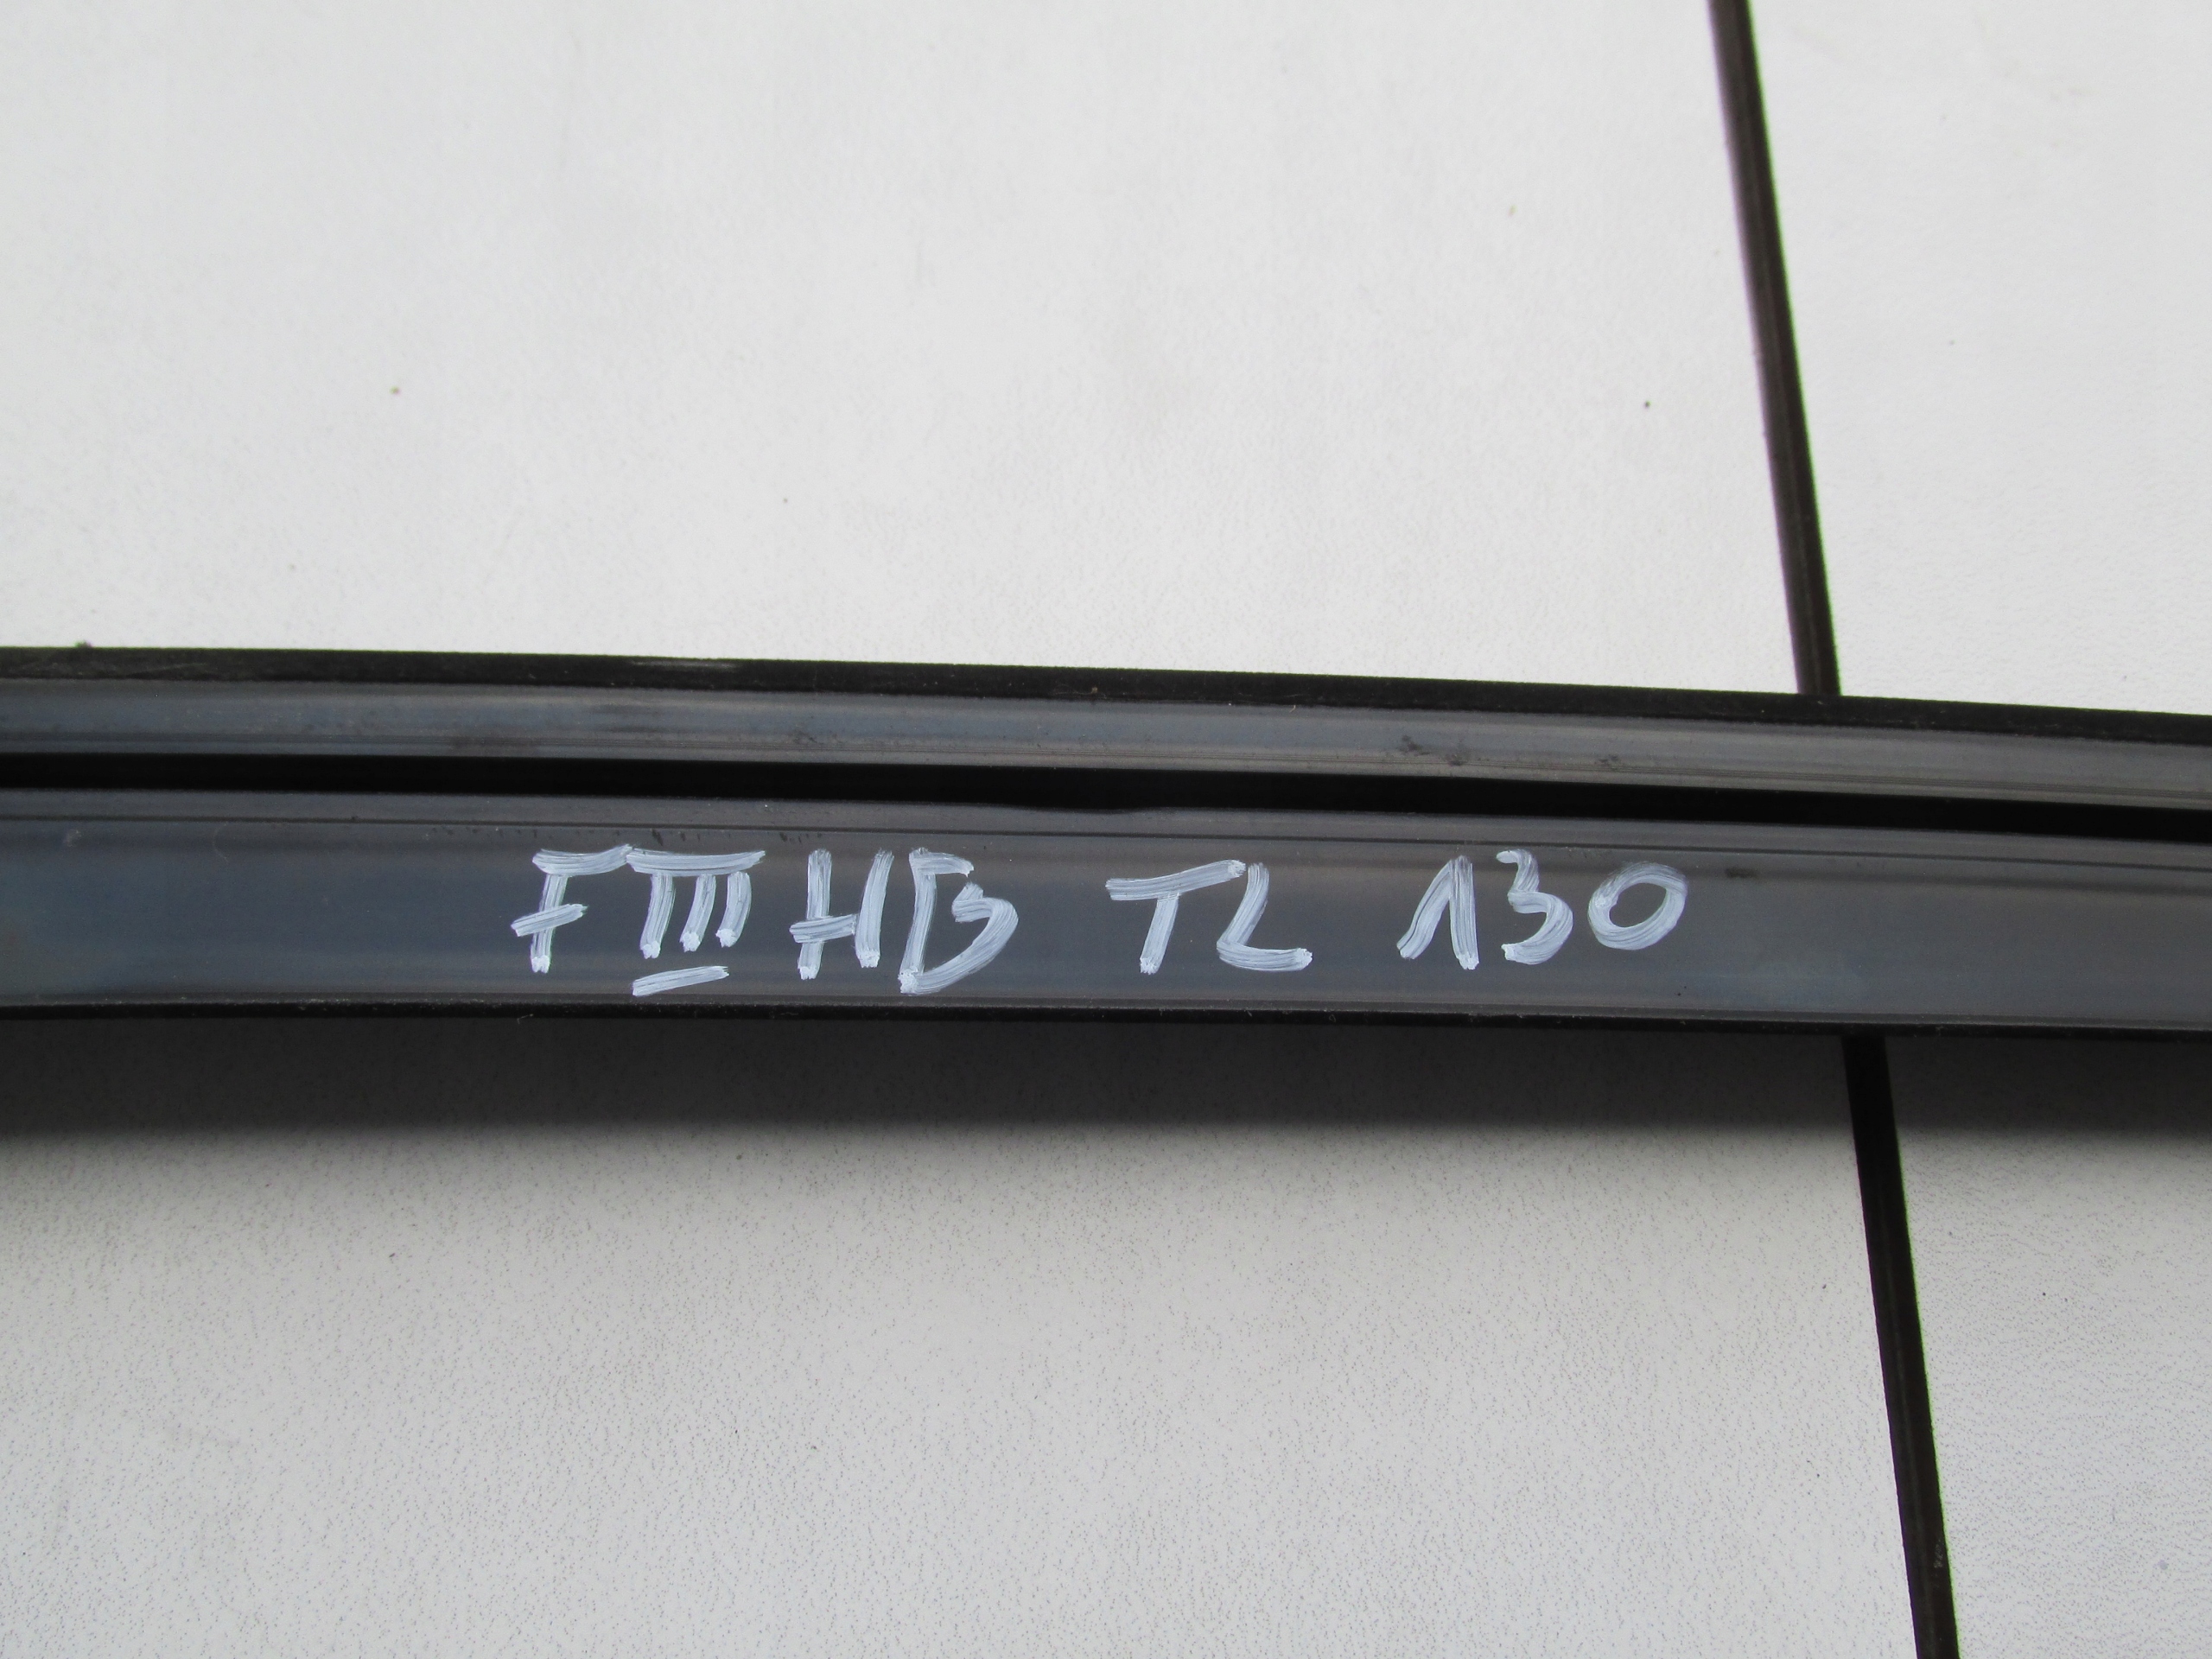 FIII HB TL 130